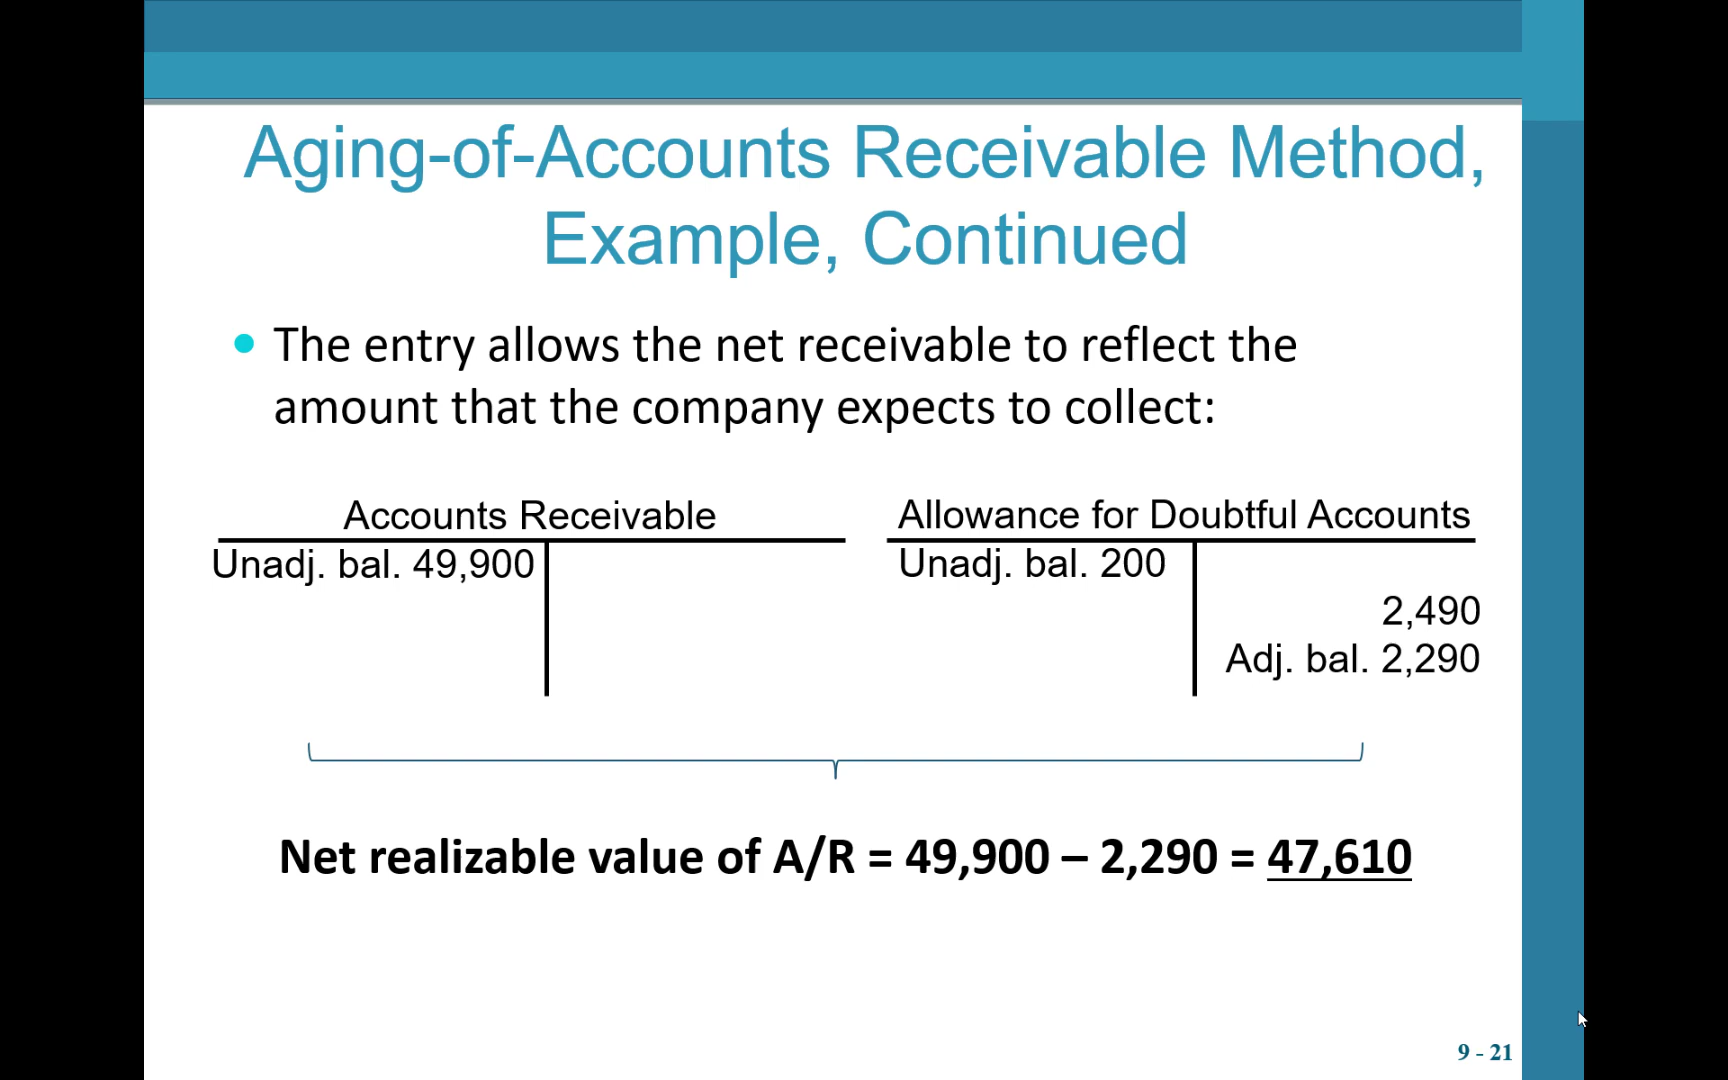 Aging-of-Accounts Receivable Method,
Example, Continued
• The entry allows the net receivable to reflect the
amount that the company expects to collect:
Accounts Receivable
Unadj. bal. 49,900
Allowance for Doubtful Accounts
Unadj. bal. 200
2,490
Adj. bal. 2,290
Net realizable value of A/R = 49,900 – 2,290 = 47,610
9 - 21